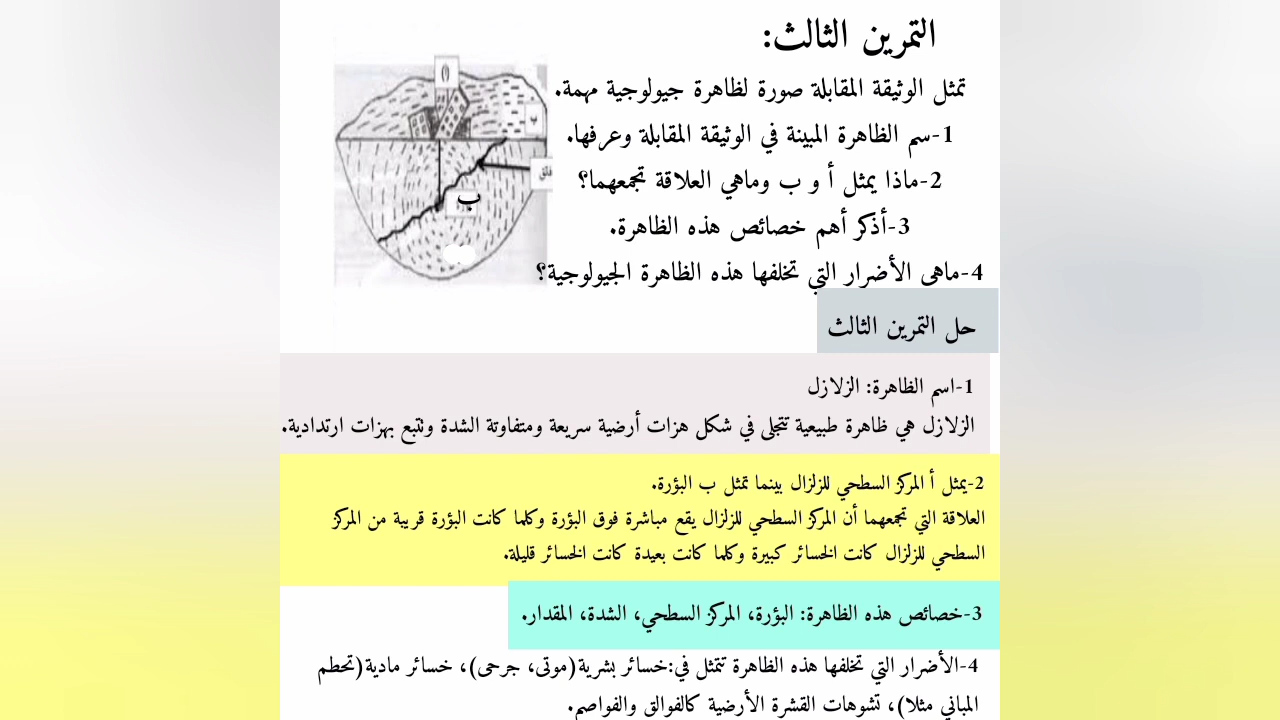 التمرين الثالث:
تمثل الوثيقة المقابلة صورة لظاهرة جيولوجية مهمة.
1-سم الظاهرة المبينة في الوثيقة المقابلة وعرفها.
2-ماذا يمثل أ و ب وماهي العلاقة تجمعهما؟
3-أذكر أهم خصائص هذه الظاهرة.
4-ماهى الأضرار التي تخلفها هذه الظاهرة الجيولوجية؟
(أ)
ب
ب
حل التمرين الثالث
1-اسم الظاهرة: الزلازل
الزلازل هي ظاهرة طبيعية تتجلى في شكل هزات أرضية سريعة ومتفاوتة الشدة وتتبع بهزات ارتدادية.
2-يمثل أ المركز السطحي للزلزال بينما تمثل ب البؤرة.
العلاقة التي تجمعهما أن المركز السطحي للزلزال يقع مباشرة فوق البؤرة وكلما كانت البؤرة قريبة من المركز
السطحي للزلزال كانت الخسائر كبيرة وكلما كانت بعيدة كانت الخسائر قليلة.
3-خصائص هذه الظاهرة: البؤرة، المركز السطحي، الشدة، المقدار.
4-الأضرار التي تخلفها هذه الظاهرة تتمثل في:خسائر بشرية(موتى، جرحى)، خسائر مادية(تحطم
المباني مثلا)، تشوهات القشرة الأرضية كالفوالق والفواصم.